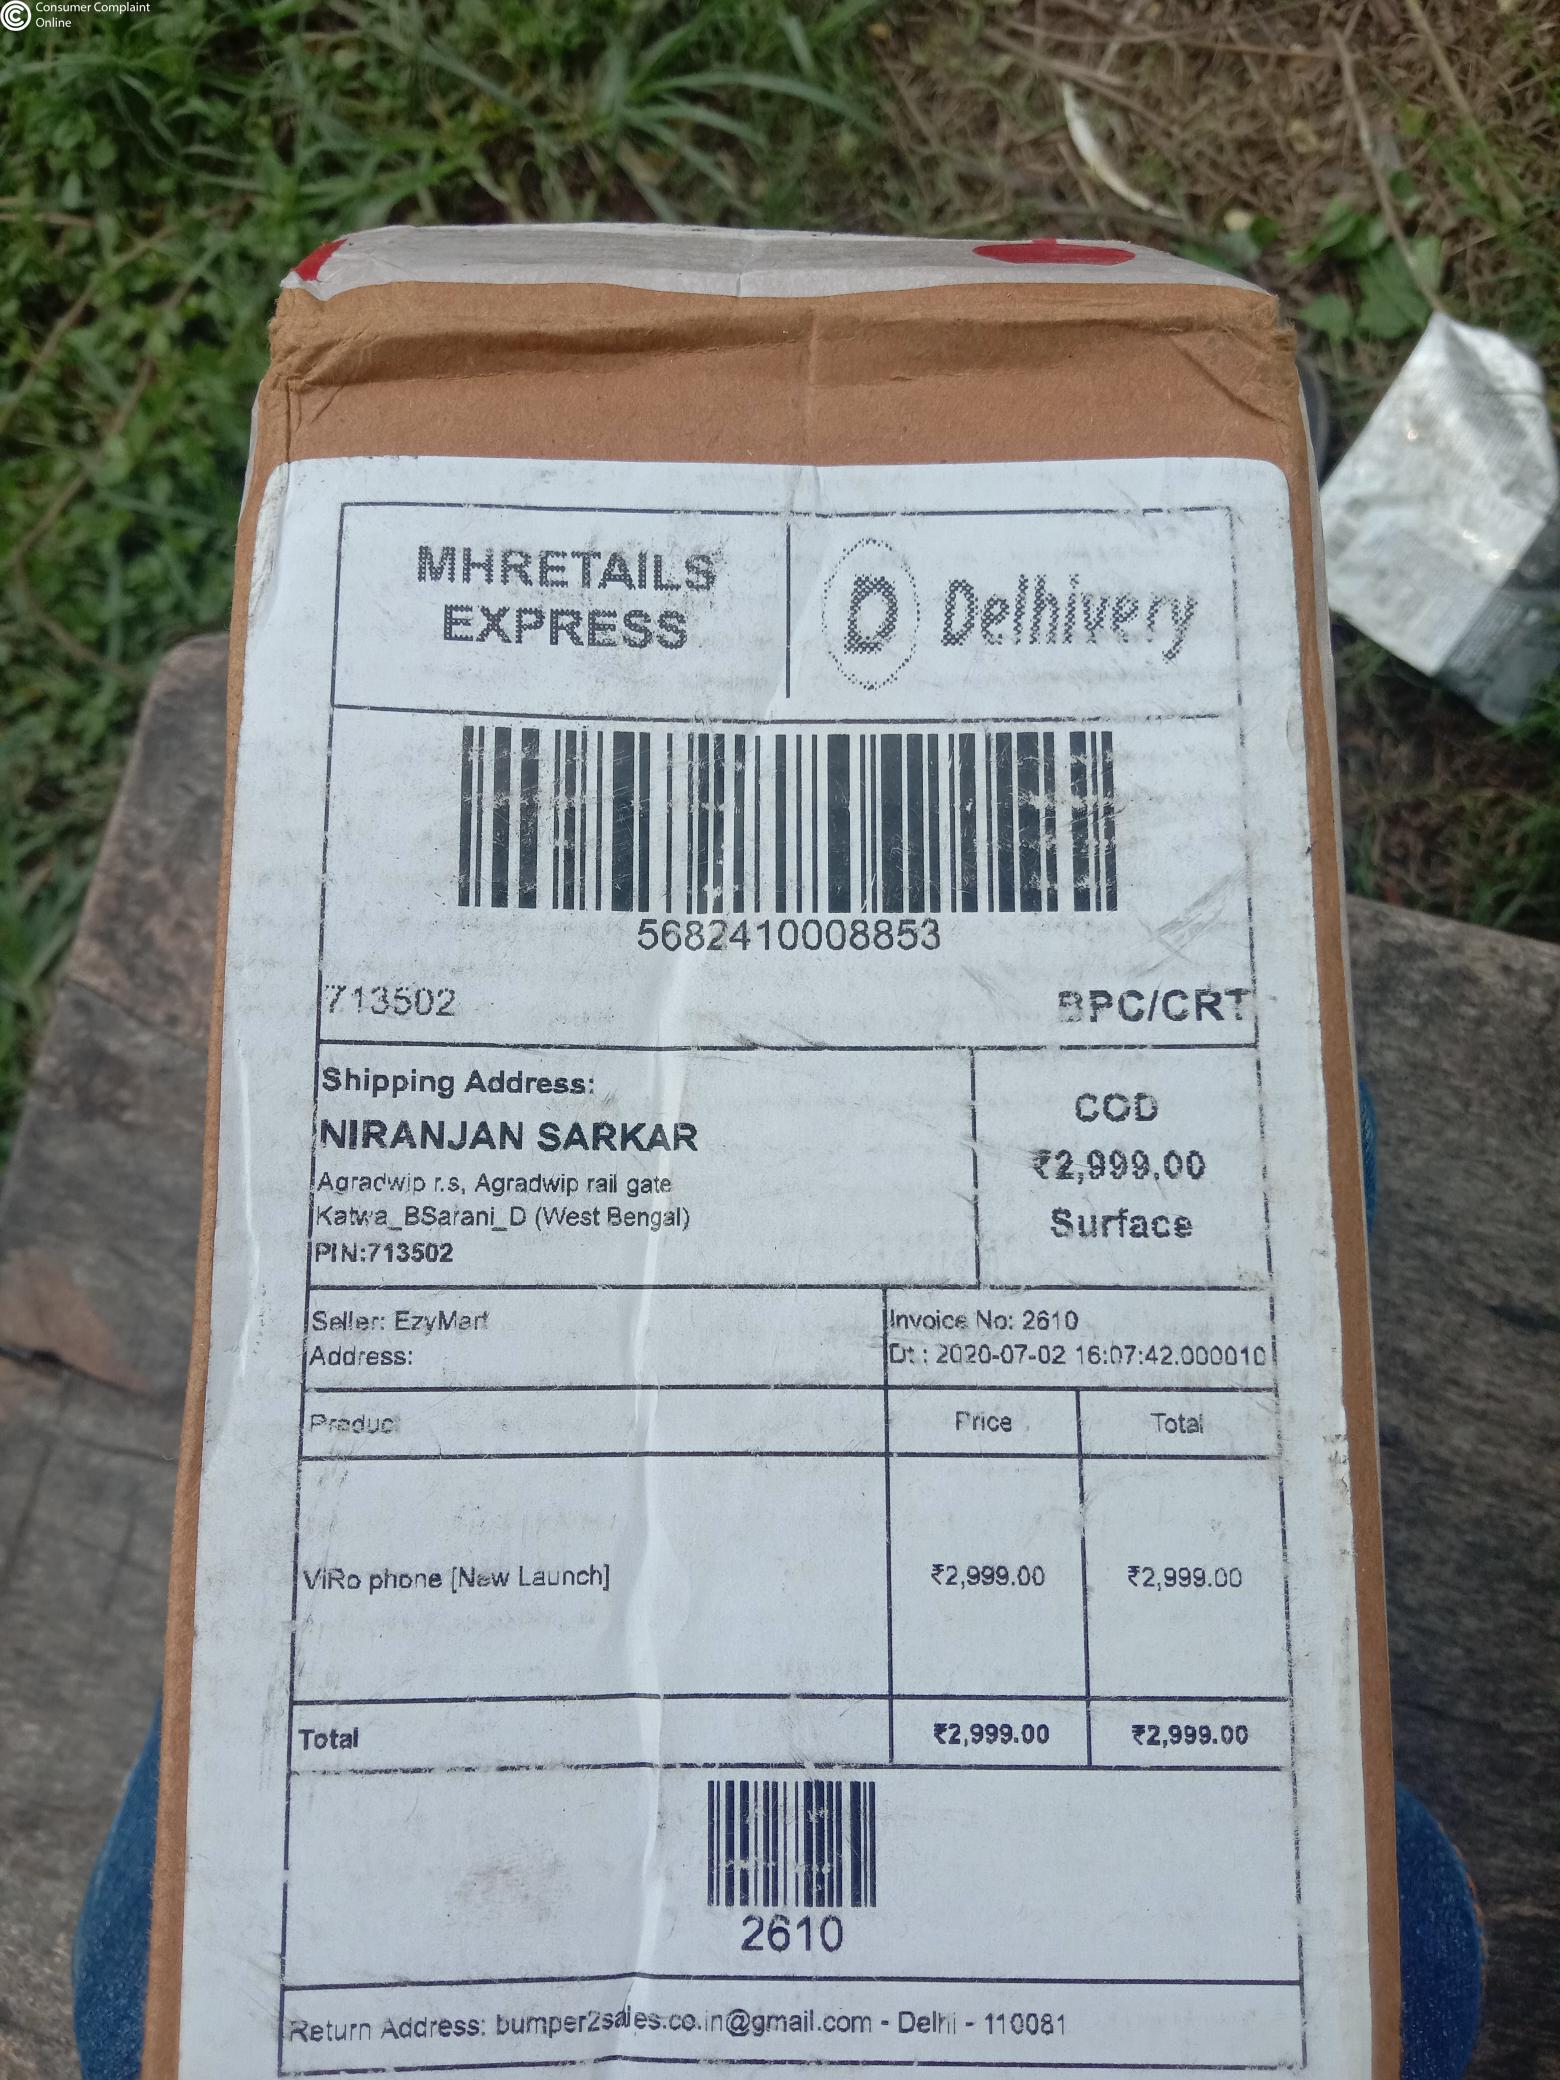 Consumer Complaint
Online
MHRETAILS
EXPRESS
D Delhivery
5682410008853
713502
BPC/CRT
Shipping Address:
NIRANJAN SARKAR
Agradwip r.s, Agradwip rail gate
Katwa_BSarani_D (West Bengal)
PIN:713502
COD
₹2,999.00
Surface
Seller: EzyMart
Address:
Invoice No: 2610
Dt.: 2020-07-02 16:07:42.000010
Product
Price
Total
ViRo phone [New Launch]
₹2,999.00
₹2,999.00
Total
₹2,999.00
₹2,999.00
2610
Return Address: bumper2sales.co.in@gmail.com - Delhi - 110081